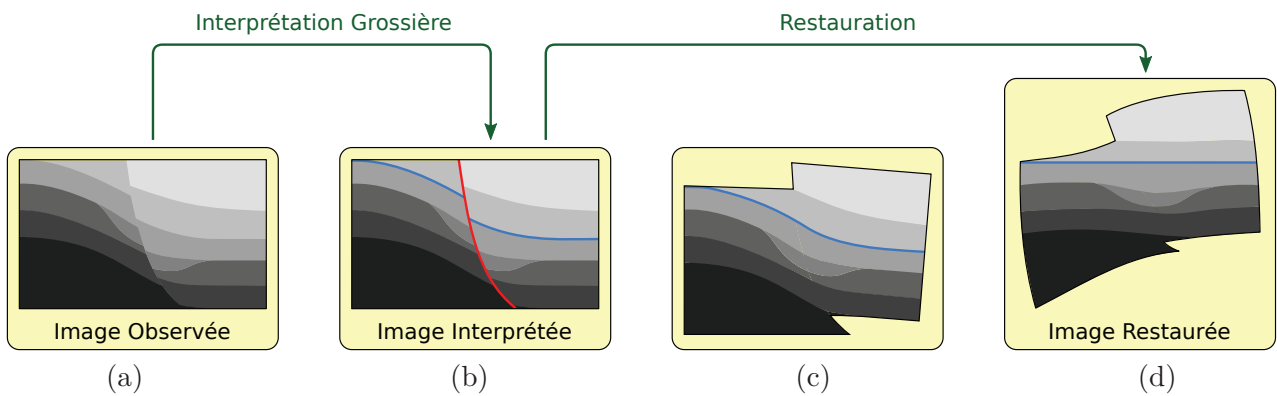 Interprétation Grossière
Restauration
Image Observée
Image Interprétée
Image Restaurée
(a)
(b)
(c)
(d)